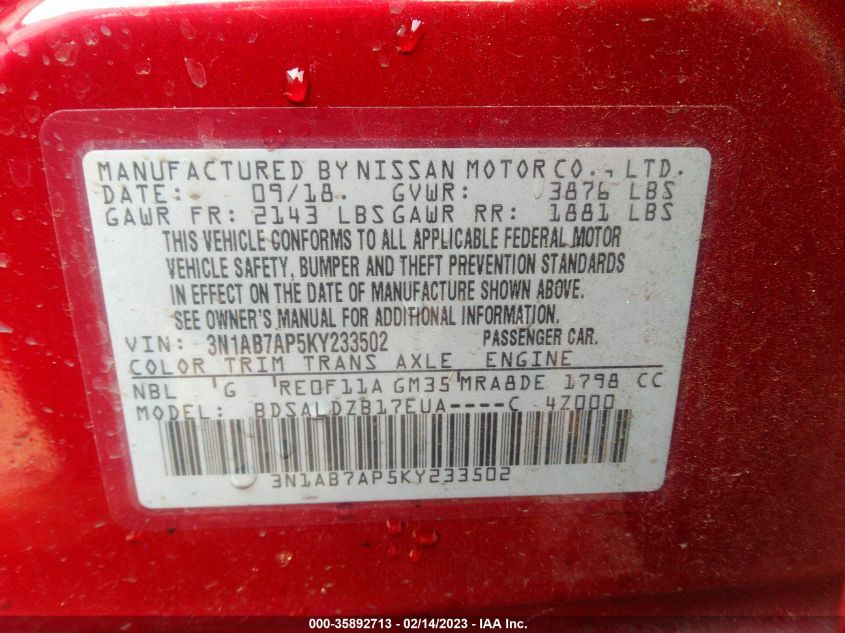 MANUFACTURED BY NISSAN MOTOR CO., LTD.
DATE: 09/18. GVWR: 3876 LBS
GAWR FR: 2143 LBS GAWR RR: 1881 LBS
THIS VEHICLE CONFORMS TO ALL APPLICABLE FEDERAL MOTOR
VEHICLE SAFETY, BUMPER AND THEFT PREVENTION STANDARDS
IN EFFECT ON THE DATE OF MANUFACTURE SHOWN ABOVE.
SEE OWNER'S MANUAL FOR ADDITIONAL INFORMATION.
VIN: 3N1AB7AP5KY233502 PASSENGER CAR.
COLOR TRIM TRANS AXLE ENGINE
NBL G RE0F11A GM35 MRA8DE 1798 CC
MODEL: BDSALDZB17EUA----C 4Z000
3N1AB7AP5KY233502
000-35892713 - 02/14/2023 - IAA Inc.